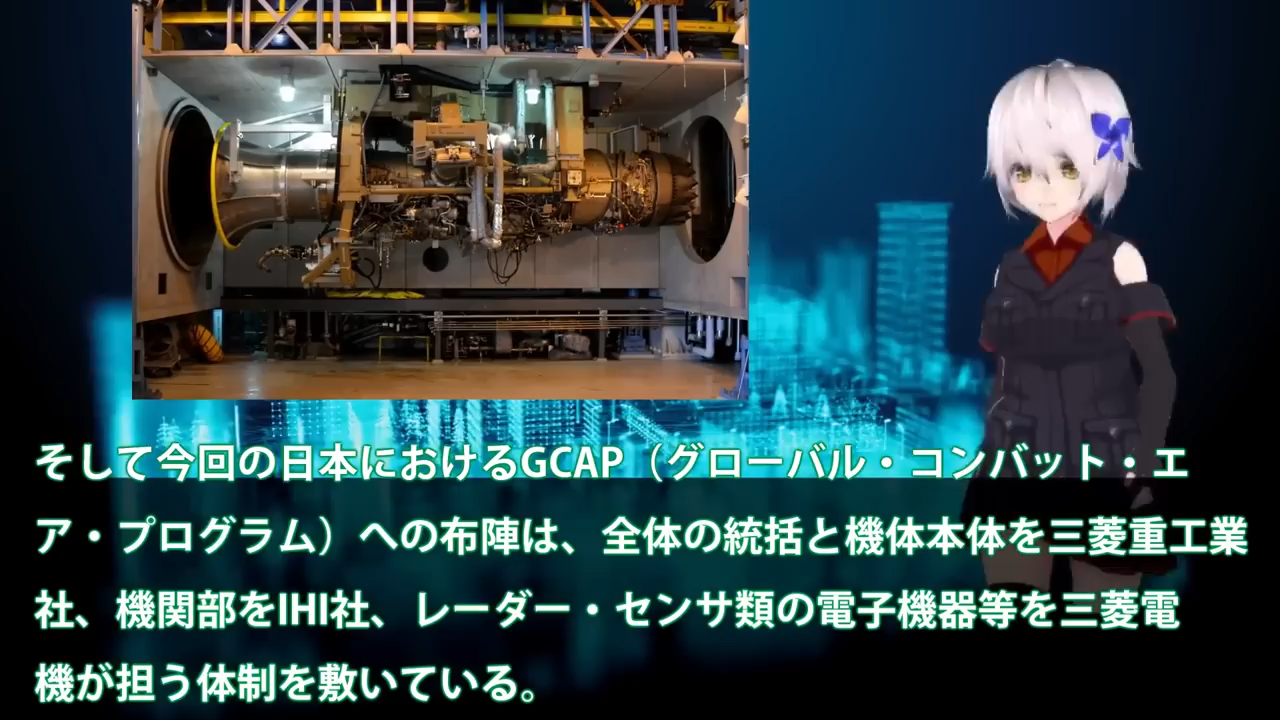 そして今回の日本におけるGCAP（グローバル・コンバット・エ
ア・プログラム）への布陣は、全体の統括と機体本体を三菱重工業
社、機関部をIHI社、レーダー・センサ類の電子機器等を三菱電
機が担う体制を敷いている。